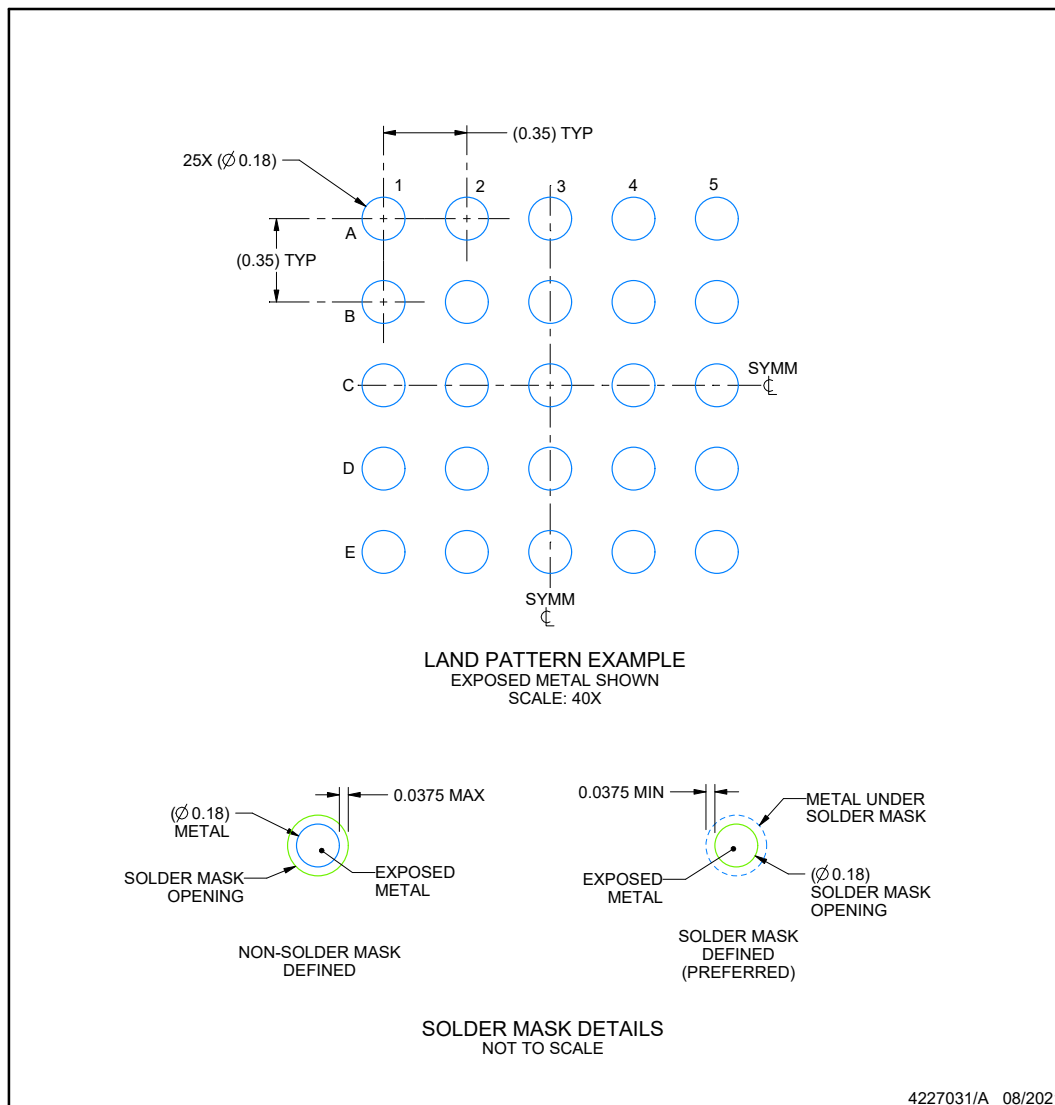 (0.35) TYP
25X (∅ 0.18)
1 2 3 4 5
A
(0.35) TYP
B
C
SYMM
℄
D
E
SYMM
℄
LAND PATTERN EXAMPLE
EXPOSED METAL SHOWN
SCALE: 40X
(∅ 0.18)
METAL
0.0375 MAX
SOLDER MASK
OPENING
EXPOSED
METAL
NON-SOLDER MASK
DEFINED
0.0375 MIN
METAL UNDER
SOLDER MASK
EXPOSED
METAL
(∅ 0.18)
SOLDER MASK
OPENING
SOLDER MASK
DEFINED
(PREFERRED)
SOLDER MASK DETAILS
NOT TO SCALE
4227031/A 08/202